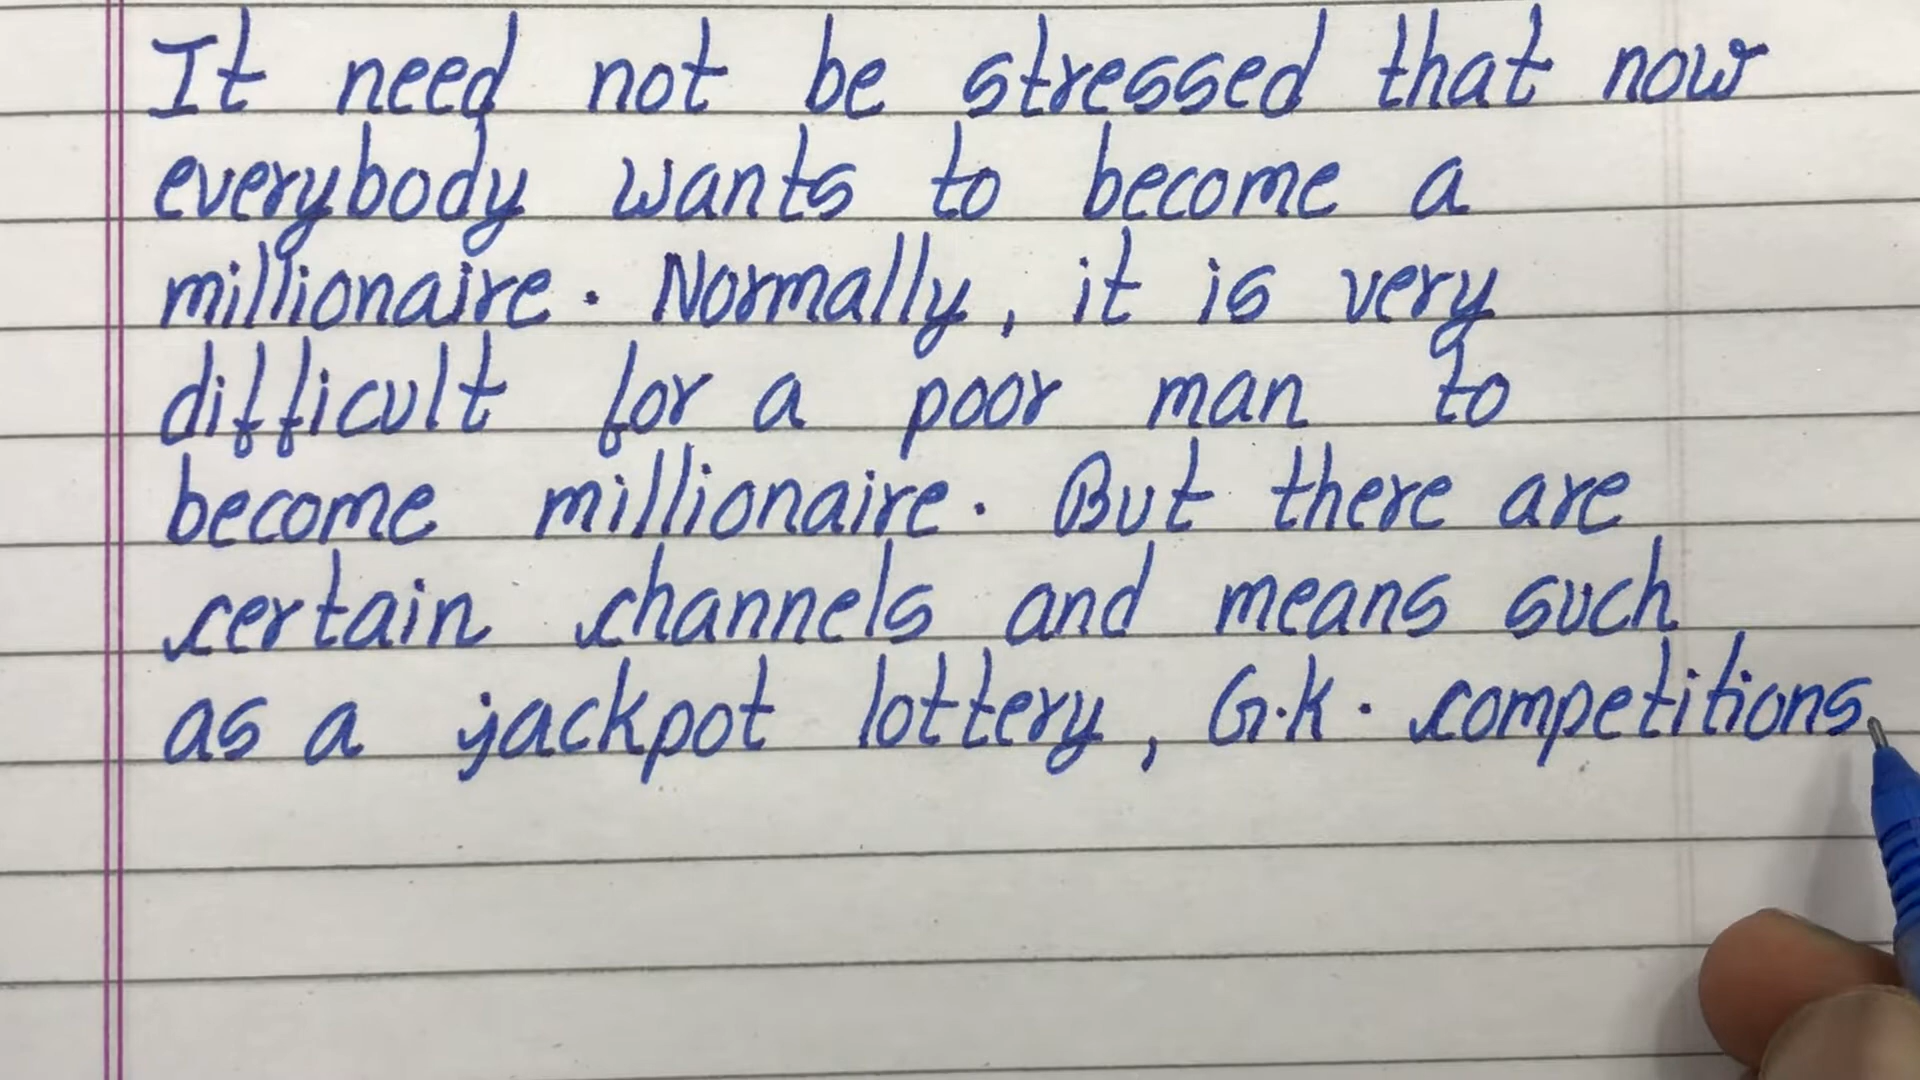 It need not be stressed that now
everybody wants to become a
millionaire. Normally, it is very
difficult for a poor man to
become millionaire. But there are
certain channels and means such
as a jackpot lottery, G.K. competitions